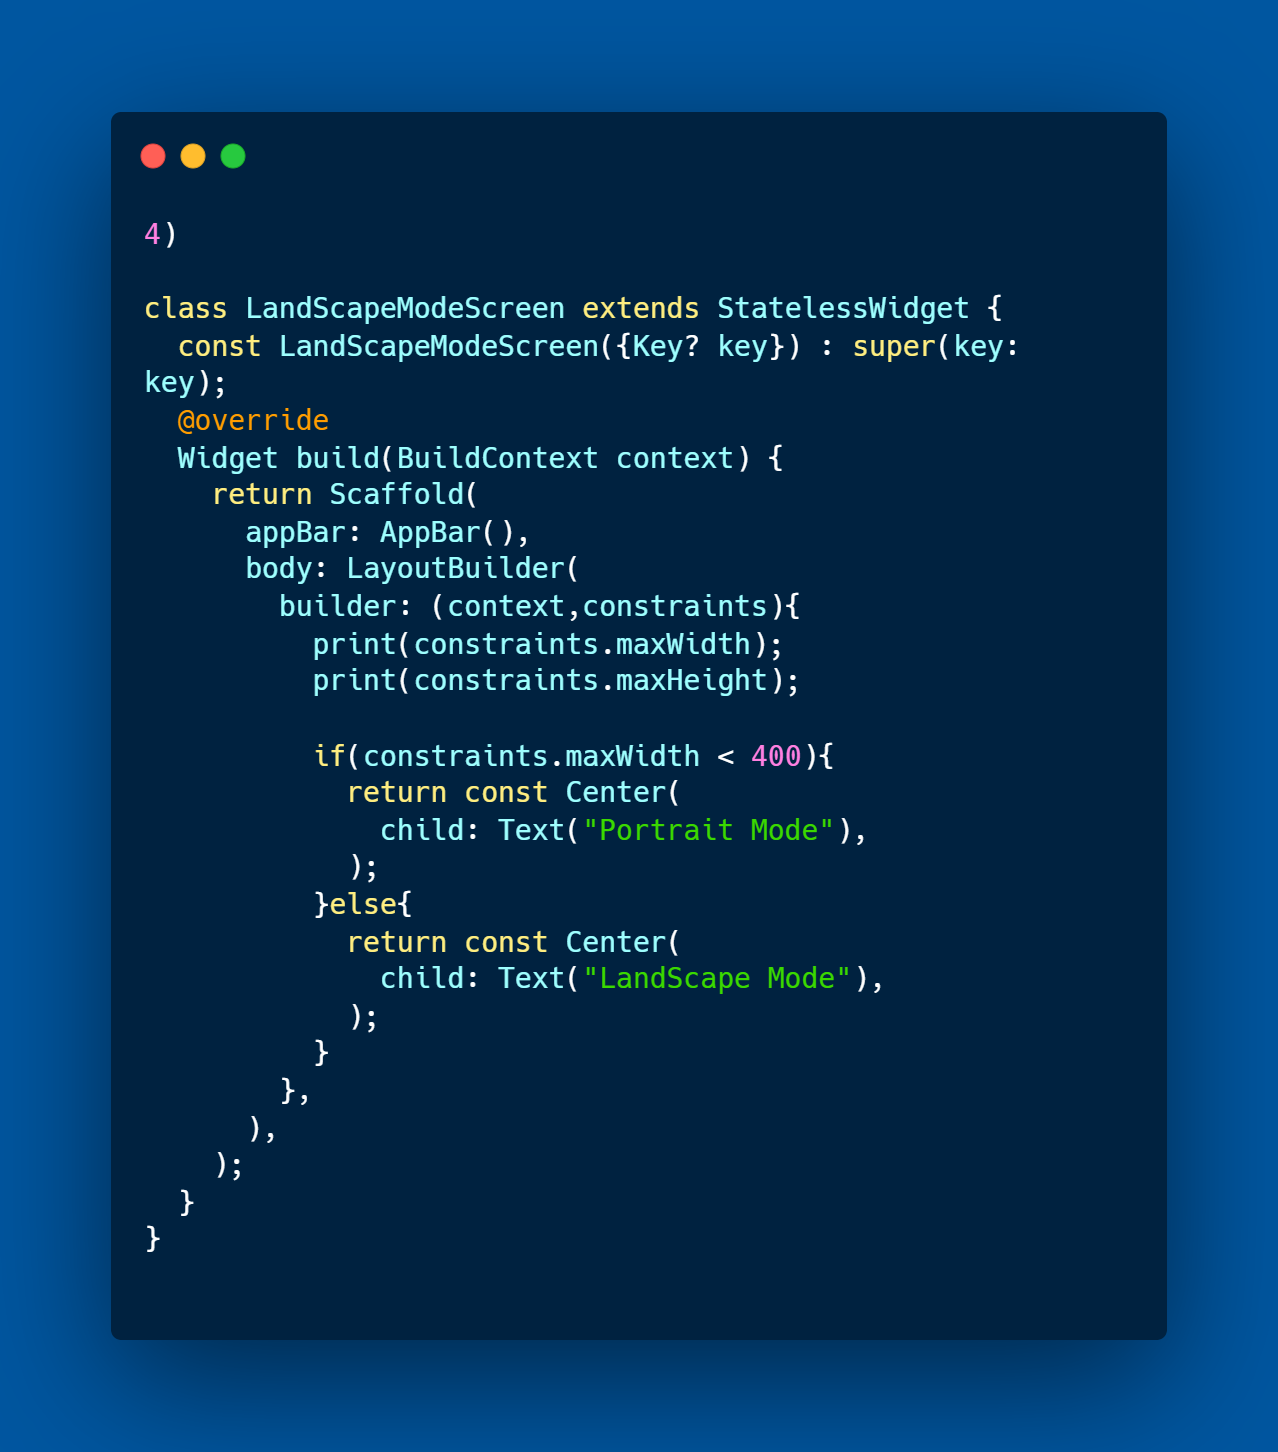 4)

class LandScapeModeScreen extends StatelessWidget {
  const LandScapeModeScreen({Key? key}) : super(key:
key);
  @override
  Widget build(BuildContext context) {
    return Scaffold(
      appBar: AppBar(),
      body: LayoutBuilder(
        builder: (context,constraints){
          print(constraints.maxWidth);
          print(constraints.maxHeight);

          if(constraints.maxWidth < 400){
            return const Center(
              child: Text("Portrait Mode"),
            );
          }else{
            return const Center(
              child: Text("LandScape Mode"),
            );
          }
        },
      ),
    );
  }
}